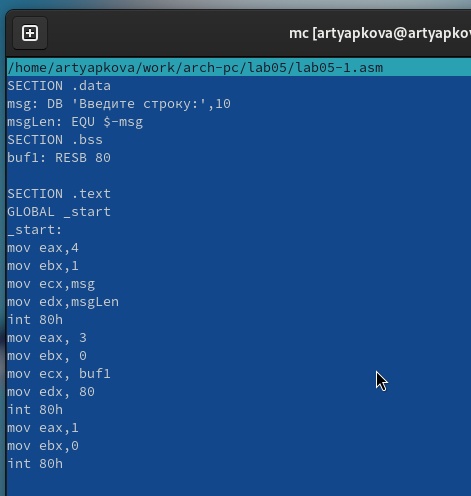 mc [artyapkova@artyapkov
/home/artyapkova/work/arch-pc/lab05/lab05-1.asm
SECTION .data
msg: DB 'Введите строку:',10
msgLen: EQU $-msg
SECTION .bss
buf1: RESB 80
SECTION .text
GLOBAL _start
_start:
mov eax,4
mov ebx,1
mov ecx,msg
mov edx,msgLen
int 80h
mov eax, 3
mov ebx, 0
mov ecx, buf1
mov edx, 80
int 80h
mov eax,1
mov ebx,0
int 80h